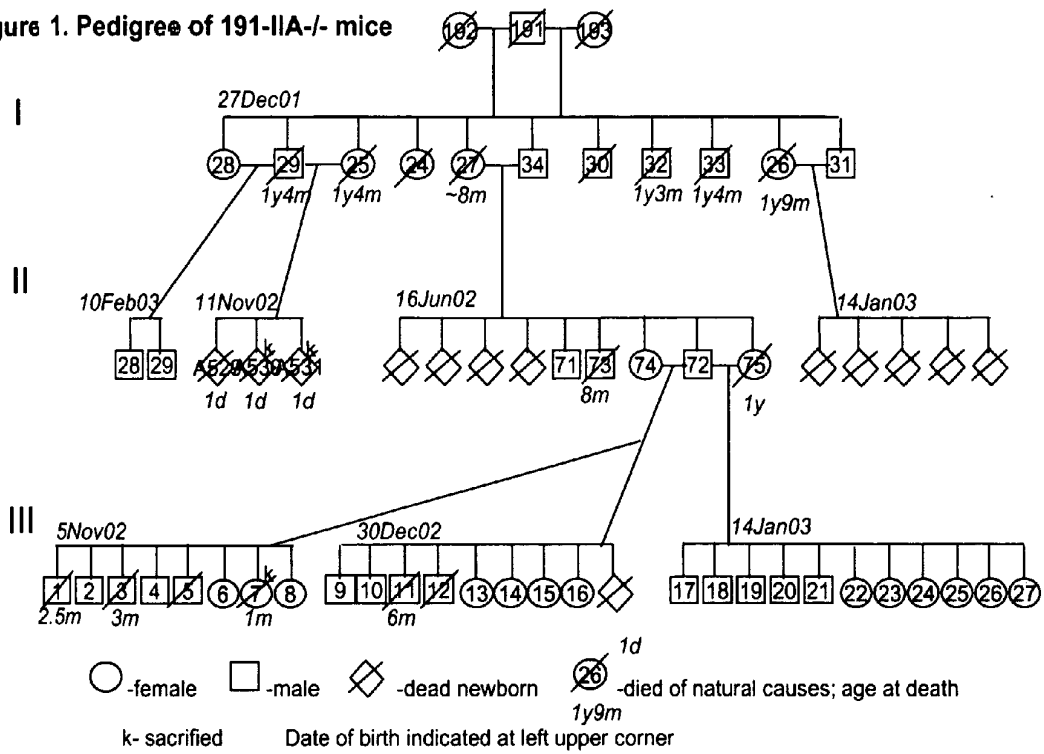 gure 1. Pedigree of 191-IIA-/- mice
192 191 193
I
27Dec01
28 29 25 24 27 34 30 32 33 26 31
1y4m 1y4m ~8m 1y3m 1y4m 1y9m
II
10Feb03 11Nov02 16Jun02 14Jan03
k k
28 29 A529 A530 A531 71 73 74 72 75
1d 1d 1d 8m 1y
III
5Nov02 30Dec02 14Jan03
k
1 2 3 4 5 6 7 8 9 10 11 12 13 14 15 16 17 18 19 20 21 22 23 24 25 26 27
2.5m 3m 1m 6m
1d
-female -male -dead newborn 26 -died of natural causes; age at death
1y9m
k- sacrified Date of birth indicated at left upper corner